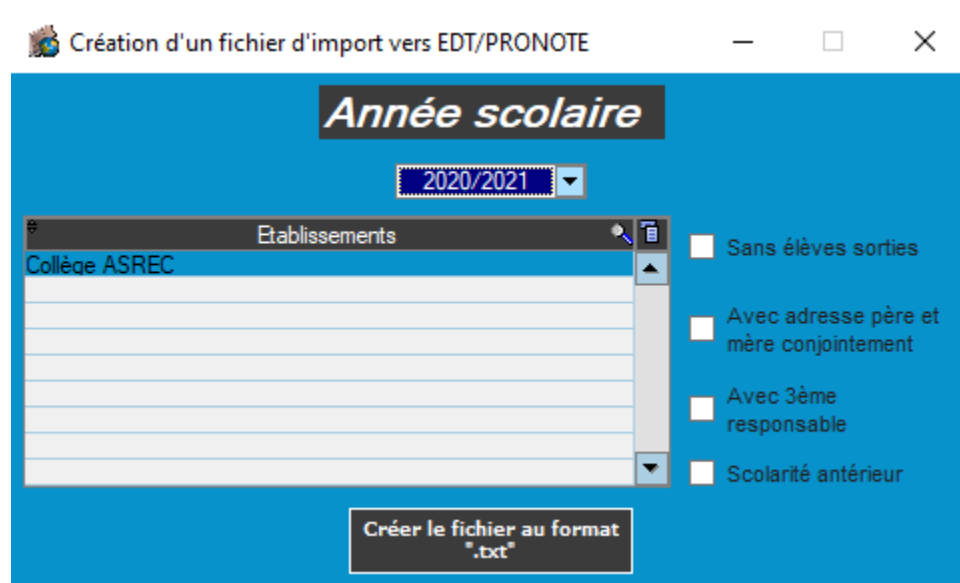 Création d'un fichier d'import vers EDT/PRONOTE
Année scolaire
2020/2021
Etablissements
Collège ASREC
Sans élèves sorties
Avec adresse père et
mère conjointement
Avec 3ème
responsable
Scolarité antérieur
Créer le fichier au format
".txt"